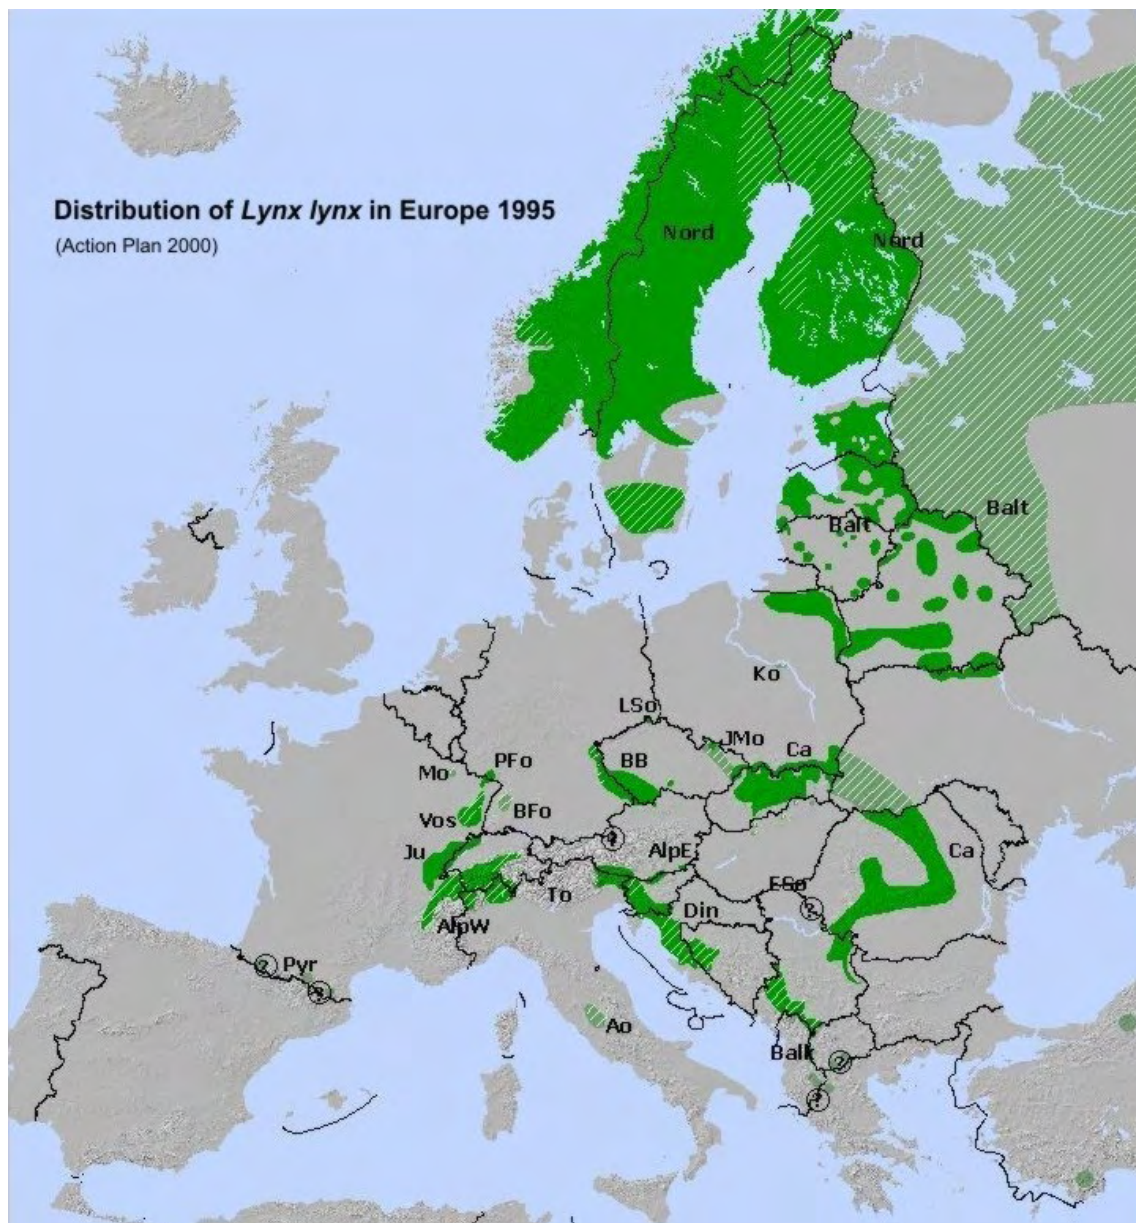 Distribution of Lynx lynx in Europe 1995
(Action Plan 2000)
Nord
Nord
Balt
Balt
Ko
LSo
JMo
Ca
BB
PFo
Mo
BFo
Vos
Ju
AlpE
Ca
ESo
To
Din
AlpW
?
?
Pyr
?
?
Ao
Balk
?
?